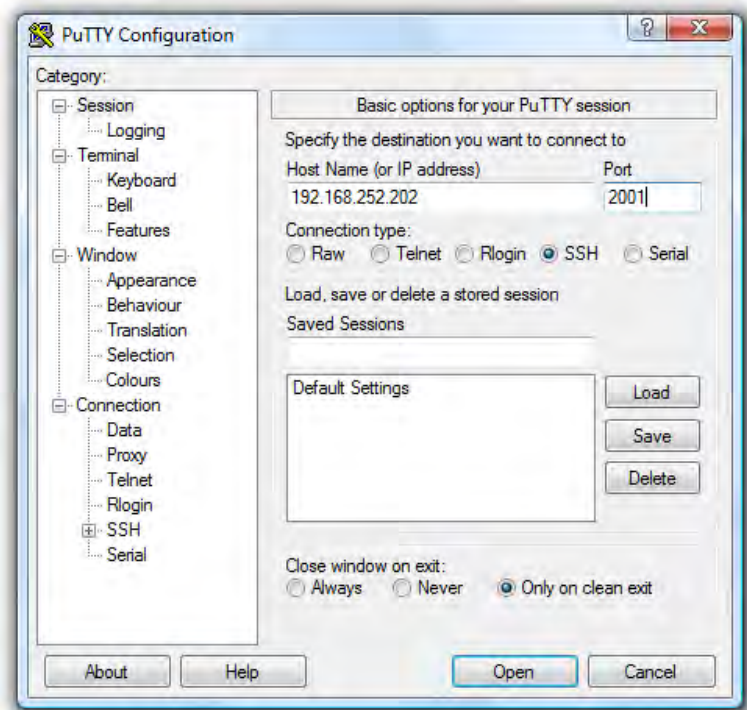 PuTTY Configuration
Category:
Session
Logging
Terminal
Keyboard
Bell
Features
Window
Appearance
Behaviour
Translation
Selection
Colours
Connection
Data
Proxy
Telnet
Rlogin
SSH
Serial
Basic options for your PuTTY session
Specify the destination you want to connect to
Host Name (or IP address) Port
192.168.252.202 2001
Connection type:
Raw Telnet Rlogin SSH Serial
Load, save or delete a stored session
Saved Sessions
Default Settings
Load
Save
Delete
Close window on exit:
Always Never Only on clean exit
About Help Open Cancel